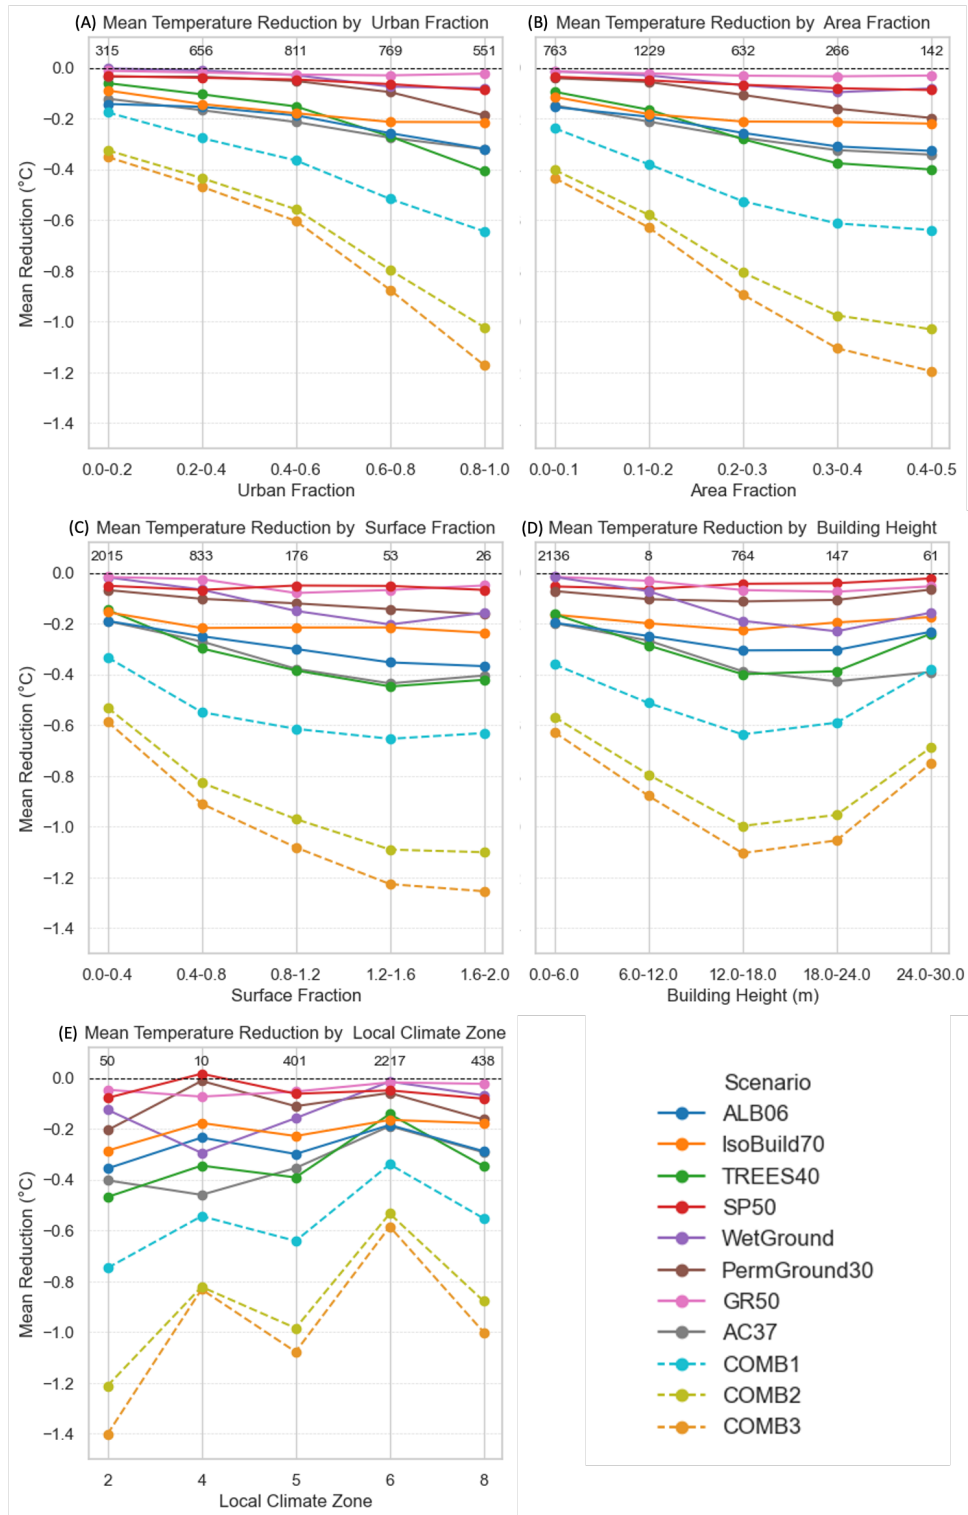 (A) Mean Temperature Reduction by Urban Fraction
315 656 811 769 551
0.0
−0.2
−0.4
−0.6
−0.8
−1.0
−1.2
−1.4
Mean Reduction (°C)
0.0–0.2 0.2–0.4 0.4–0.6 0.6–0.8 0.8–1.0
Urban Fraction
(B) Mean Temperature Reduction by Area Fraction
763 1229 632 266 142
0.0–0.1 0.1–0.2 0.2–0.3 0.3–0.4 0.4–0.5
Area Fraction
(C) Mean Temperature Reduction by Surface Fraction
2015 833 176 53 26
0.0
−0.2
−0.4
−0.6
−0.8
−1.0
−1.2
−1.4
Mean Reduction (°C)
0.0–0.4 0.4–0.8 0.8–1.2 1.2–1.6 1.6–2.0
Surface Fraction
(D) Mean Temperature Reduction by Building Height
2136 8 764 147 61
0.0–6.0 6.0–12.0 12.0–18.0 18.0–24.0 24.0–30.0
Building Height (m)
(E) Mean Temperature Reduction by Local Climate Zone
50 10 401 2217 438
0.0
−0.2
−0.4
−0.6
−0.8
−1.0
−1.2
−1.4
Mean Reduction (°C)
2 4 5 6 8
Local Climate Zone
Scenario
ALB06
IsoBuild70
TREES40
SP50
WetGround
PermGround30
GR50
AC37
COMB1
COMB2
COMB3